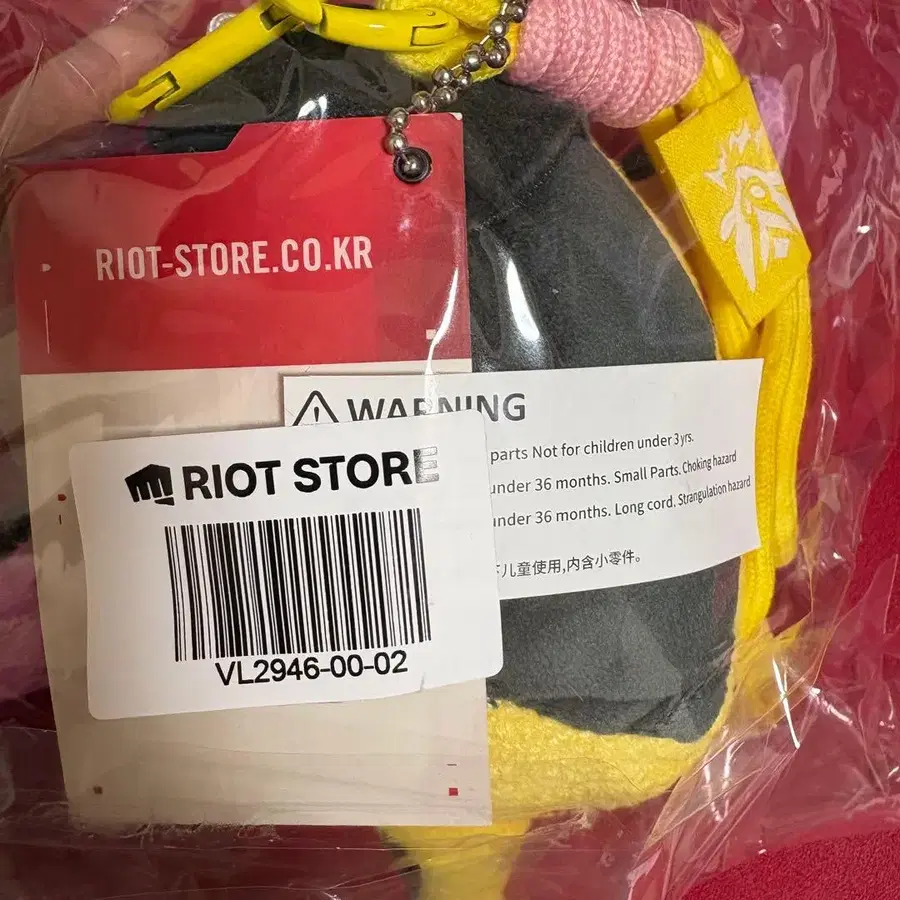 RIOT-STORE.CO.KR
WARNING
parts Not for children under 3 yrs.
under 36 months. Small Parts. Choking hazard
under 36 months. Long cord. Strangulation hazard
儿童使用,内含小零件。
RIOT STORE
VL2946-00-02